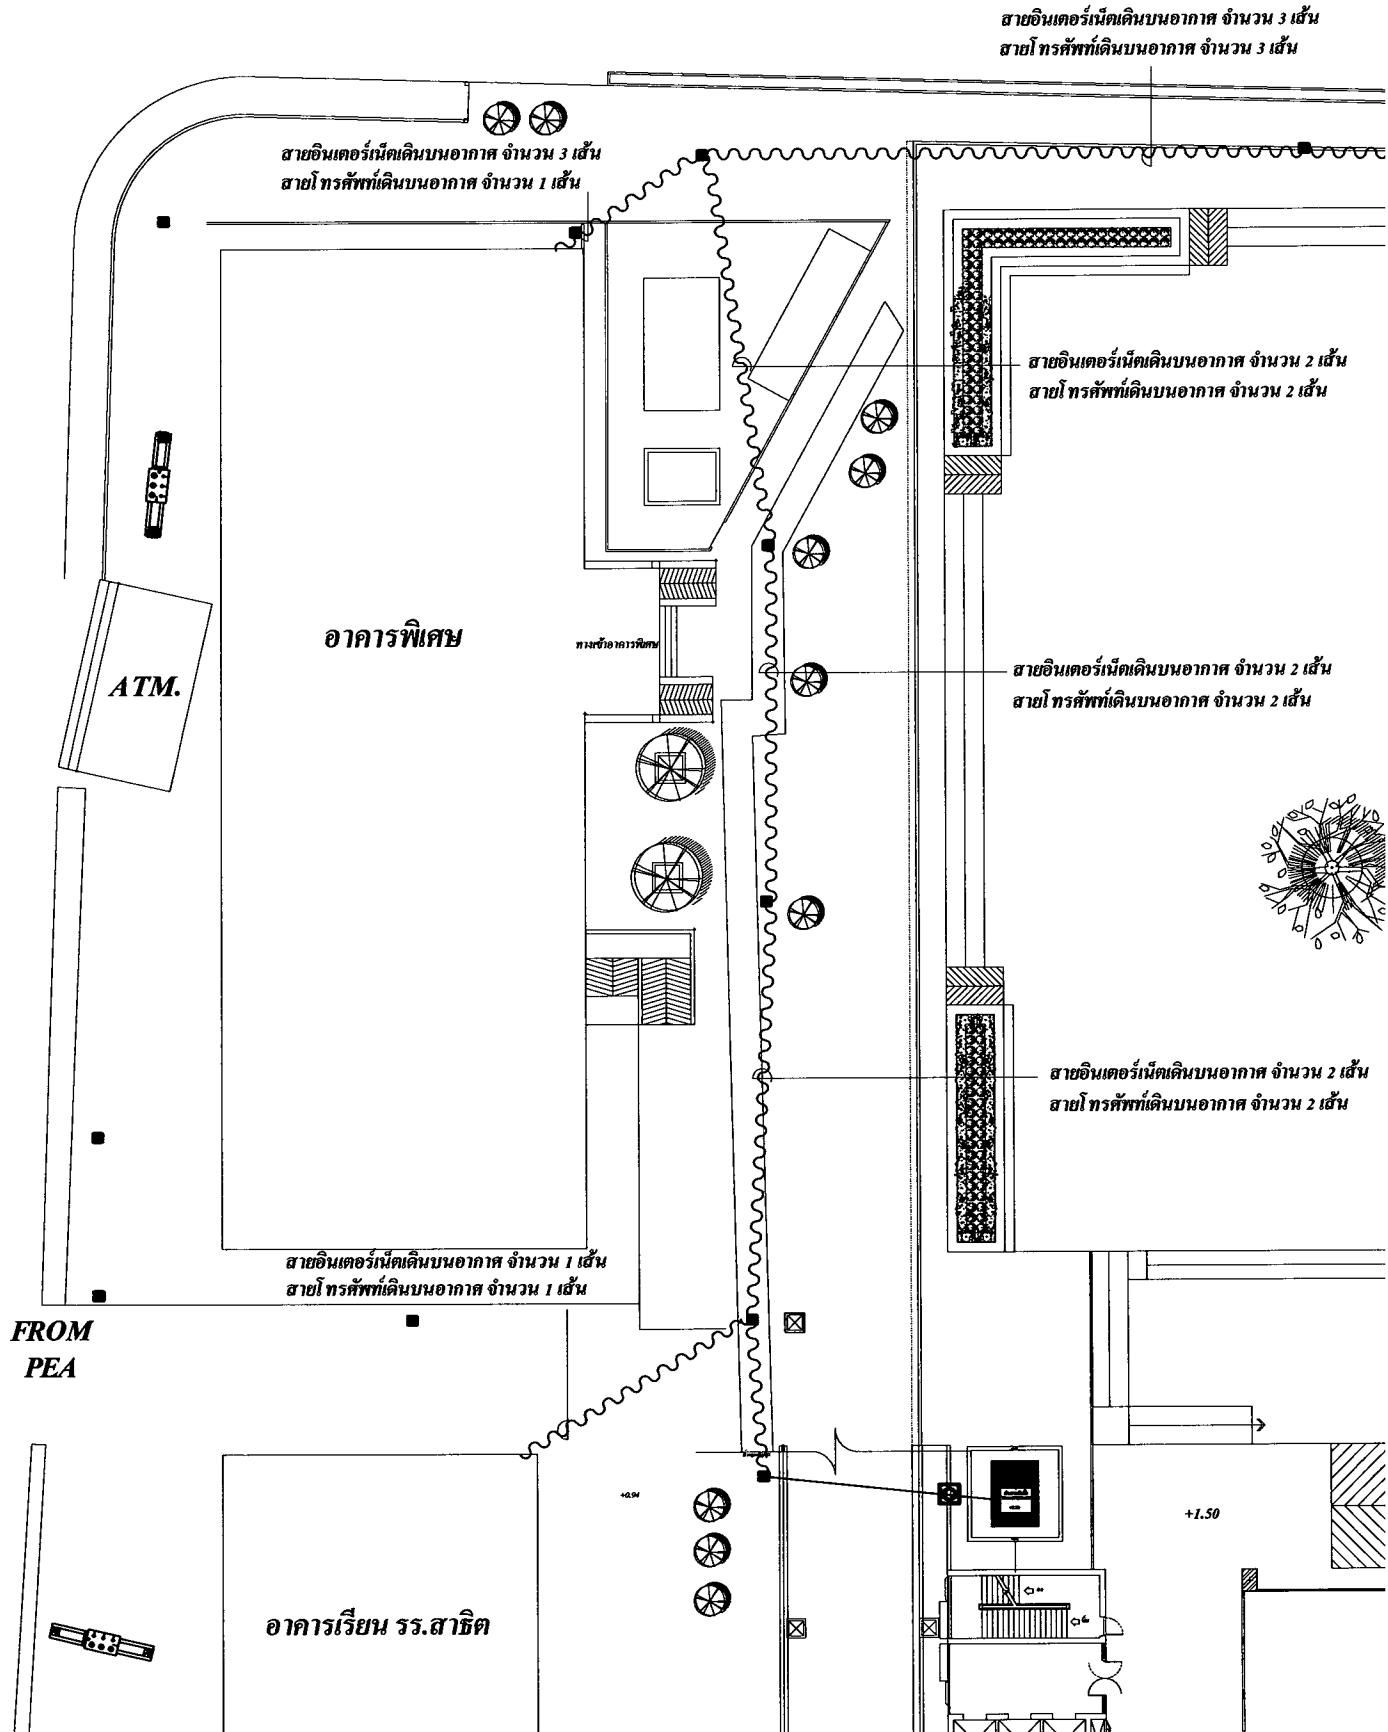 สายอินเตอร์เน็ตเดินบนอากาศ จำนวน 3 เส้น
สายโทรศัพท์เดินบนอากาศ จำนวน 3 เส้น
สายอินเตอร์เน็ตเดินบนอากาศ จำนวน 3 เส้น
สายโทรศัพท์เดินบนอากาศ จำนวน 1 เส้น
สายอินเตอร์เน็ตเดินบนอากาศ จำนวน 2 เส้น
สายโทรศัพท์เดินบนอากาศ จำนวน 2 เส้น
อาคารพิเศษ
ทางเข้าอาคารพิเศษ
ATM.
สายอินเตอร์เน็ตเดินบนอากาศ จำนวน 2 เส้น
สายโทรศัพท์เดินบนอากาศ จำนวน 2 เส้น
สายอินเตอร์เน็ตเดินบนอากาศ จำนวน 2 เส้น
สายโทรศัพท์เดินบนอากาศ จำนวน 2 เส้น
สายอินเตอร์เน็ตเดินบนอากาศ จำนวน 1 เส้น
สายโทรศัพท์เดินบนอากาศ จำนวน 1 เส้น
FROM
PEA
+0.94
+1.50
อาคารเรียน รร.สาธิต